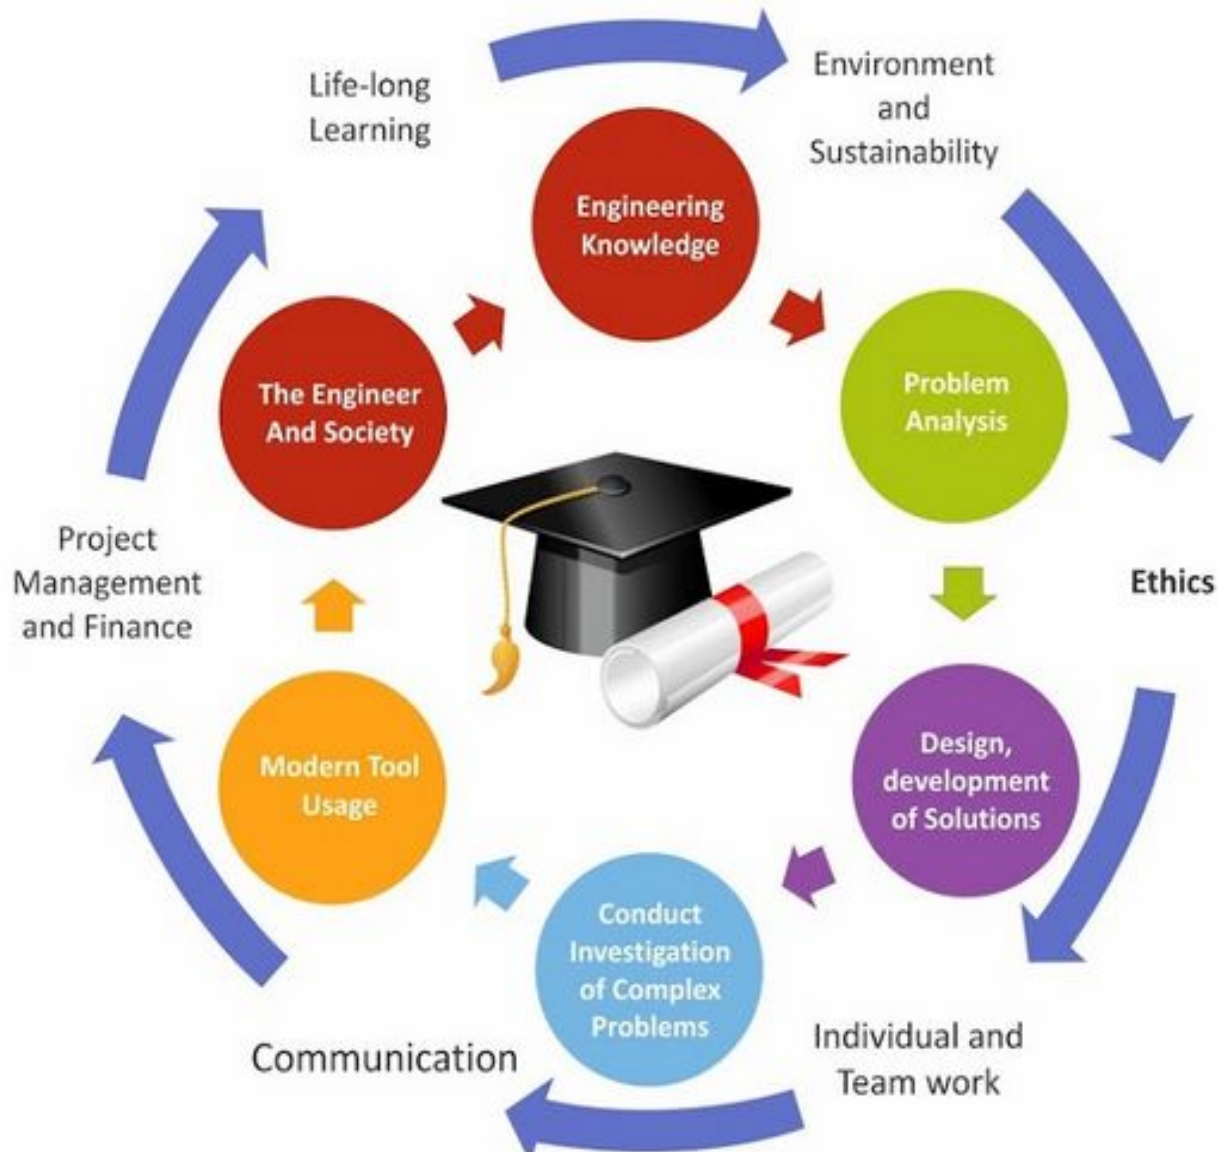 Life-long
Learning
Environment
and
Sustainability
Engineering
Knowledge
The Engineer
And Society
Problem
Analysis
Project
Management
and Finance
Ethics
Modern Tool
Usage
Design,
development
of Solutions
Conduct
Investigation
of Complex
Problems
Communication
Individual and
Team work